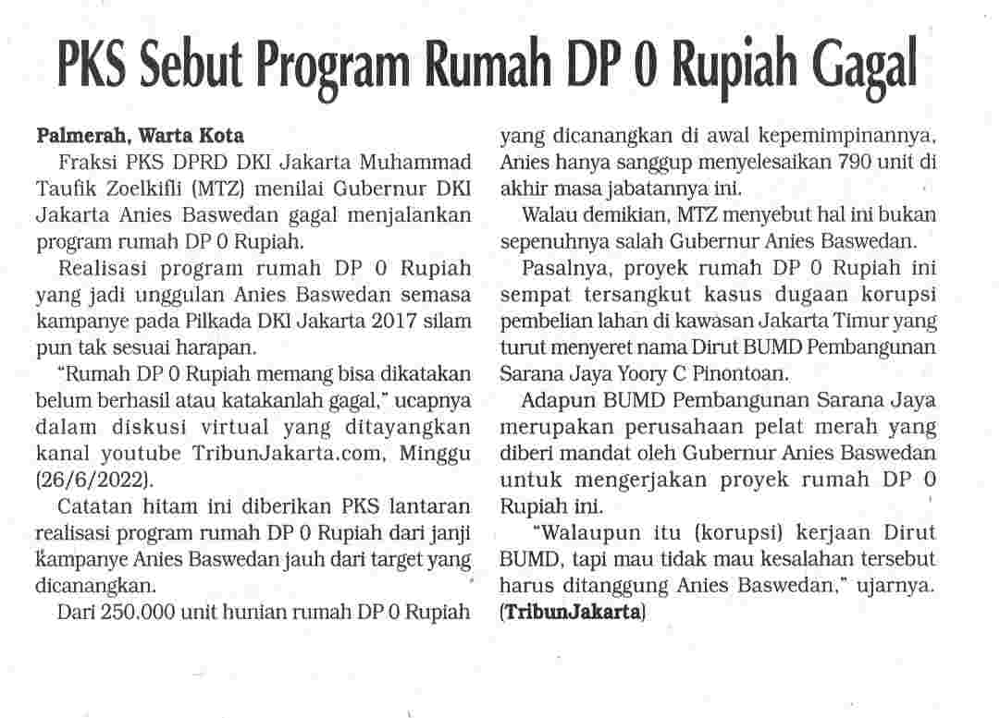 PKS Sebut Program Rumah DP 0 Rupiah Gagal
Palmerah, Warta Kota
Fraksi PKS DPRD DKI Jakarta Muhammad
Taufik Zoelkifli (MTZ) menilai Gubernur DKI
Jakarta Anies Baswedan gagal menjalankan
program rumah DP 0 Rupiah.
Realisasi program rumah DP 0 Rupiah
yang jadi unggulan Anies Baswedan semasa
kampanye pada Pilkada DKI Jakarta 2017 silam
pun tak sesuai harapan.
“Rumah DP 0 Rupiah memang bisa dikatakan
belum berhasil atau katakanlah gagal,” ucapnya
dalam diskusi virtual yang ditayangkan
kanal youtube TribunJakarta.com, Minggu
(26/6/2022).
Catatan hitam ini diberikan PKS lantaran
realisasi program rumah DP 0 Rupiah dari janji
kampanye Anies Baswedan jauh dari target yang
dicanangkan.
Dari 250.000 unit hunian rumah DP 0 Rupiah
yang dicanangkan di awal kepemimpinannya,
Anies hanya sanggup menyelesaikan 790 unit di
akhir masa jabatannya ini.
Walau demikian, MTZ menyebut hal ini bukan
sepenuhnya salah Gubernur Anies Baswedan.
Pasalnya, proyek rumah DP 0 Rupiah ini
sempat tersangkut kasus dugaan korupsi
pembelian lahan di kawasan Jakarta Timur yang
turut menyeret nama Dirut BUMD Pembangunan
Sarana Jaya Yoory C Pinontoan.
Adapun BUMD Pembangunan Sarana Jaya
merupakan perusahaan pelat merah yang
diberi mandat oleh Gubernur Anies Baswedan
untuk mengerjakan proyek rumah DP 0
Rupiah ini.
“Walaupun itu (korupsi) kerjaan Dirut
BUMD, tapi mau tidak mau kesalahan tersebut
harus ditanggung Anies Baswedan,” ujarnya.
(TribunJakarta)